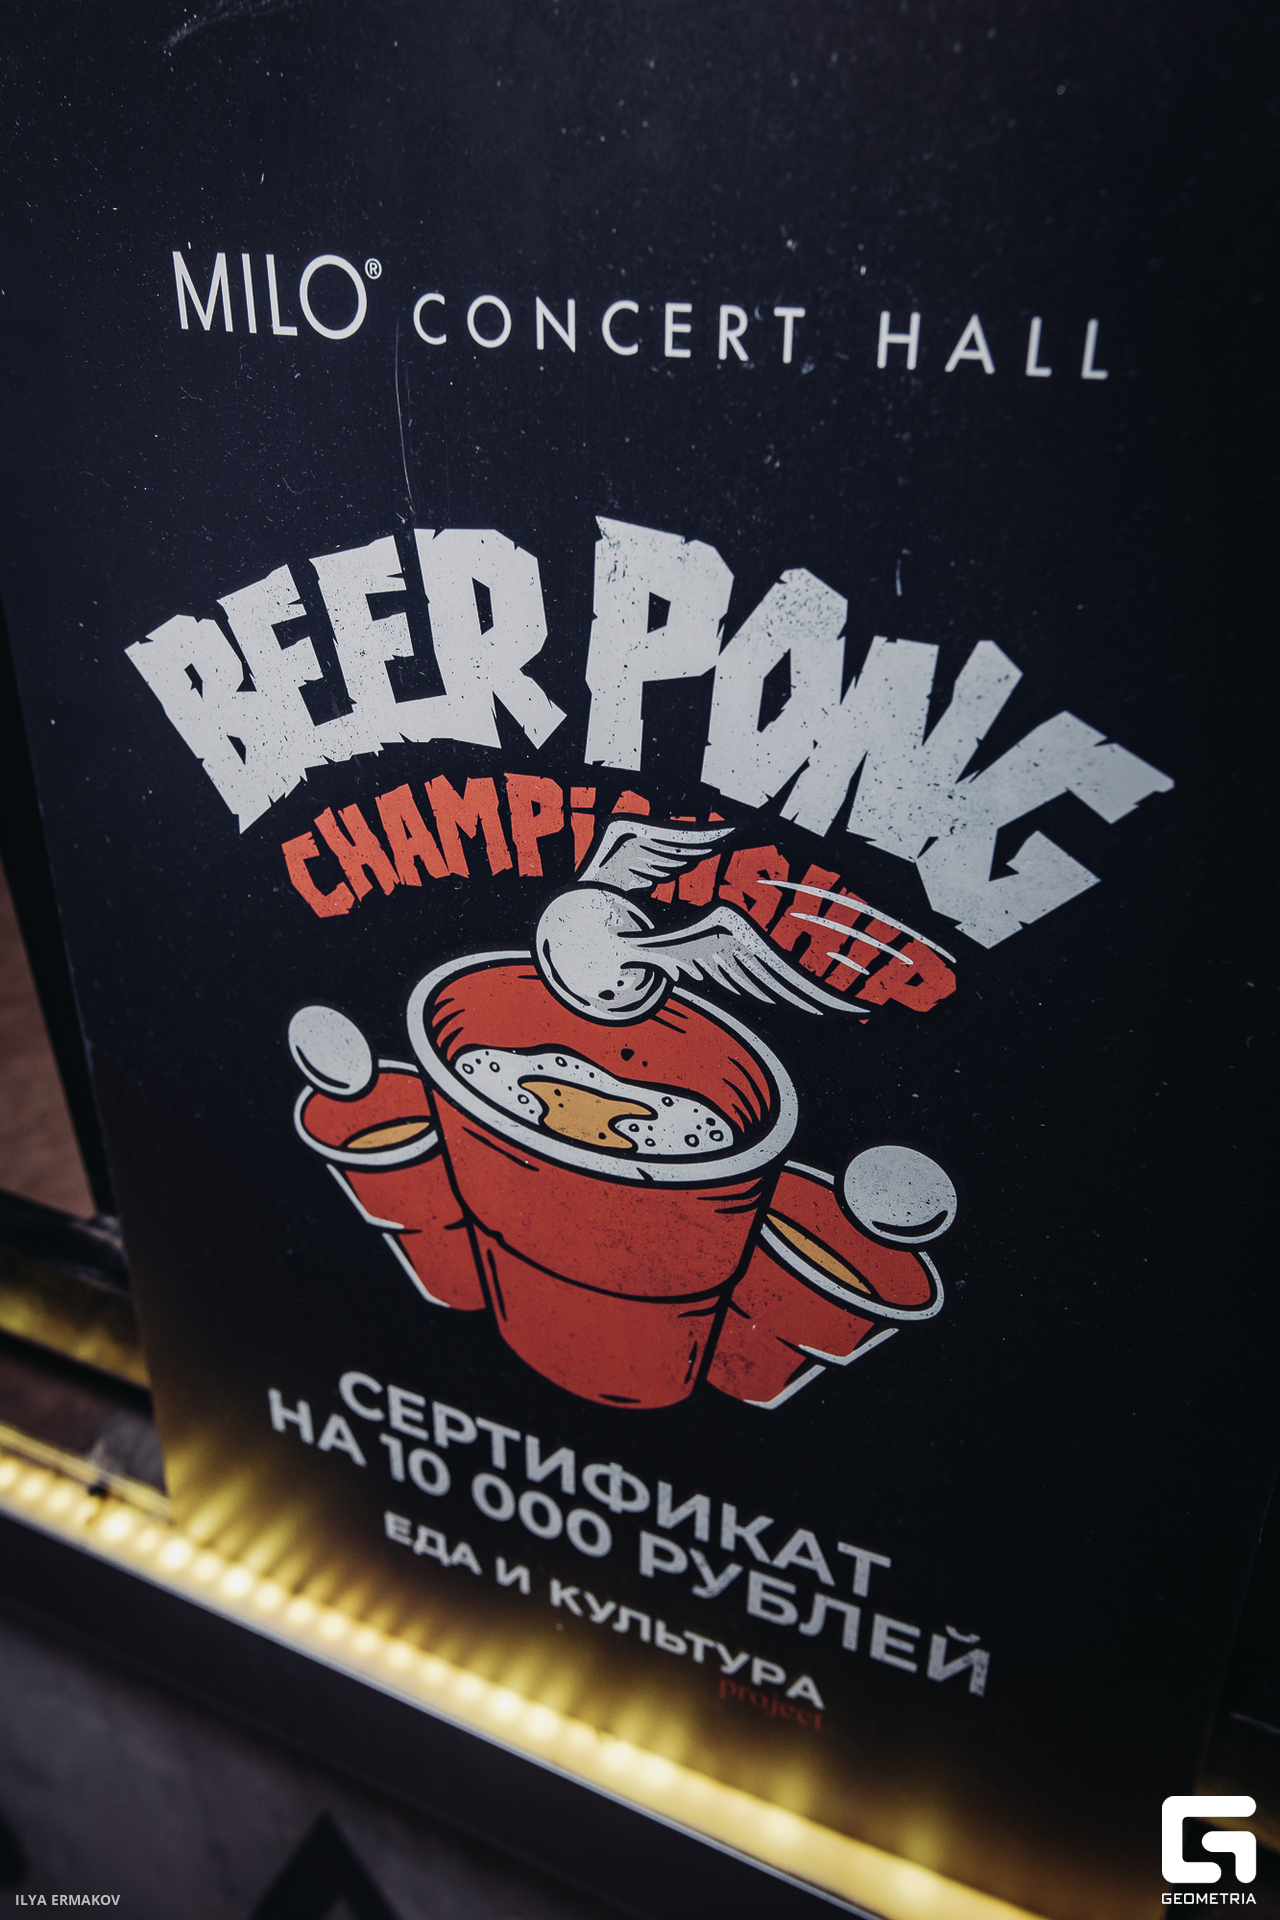 MILO® CONCERT HALL
BEER PONG
CHAMPIONSHIP
СЕРТИФИКАТ
НА 10 000 РУБЛЕЙ
ЕДА И КУЛЬТУРА
project
ILYA ERMAKOV
GEOMETRIA